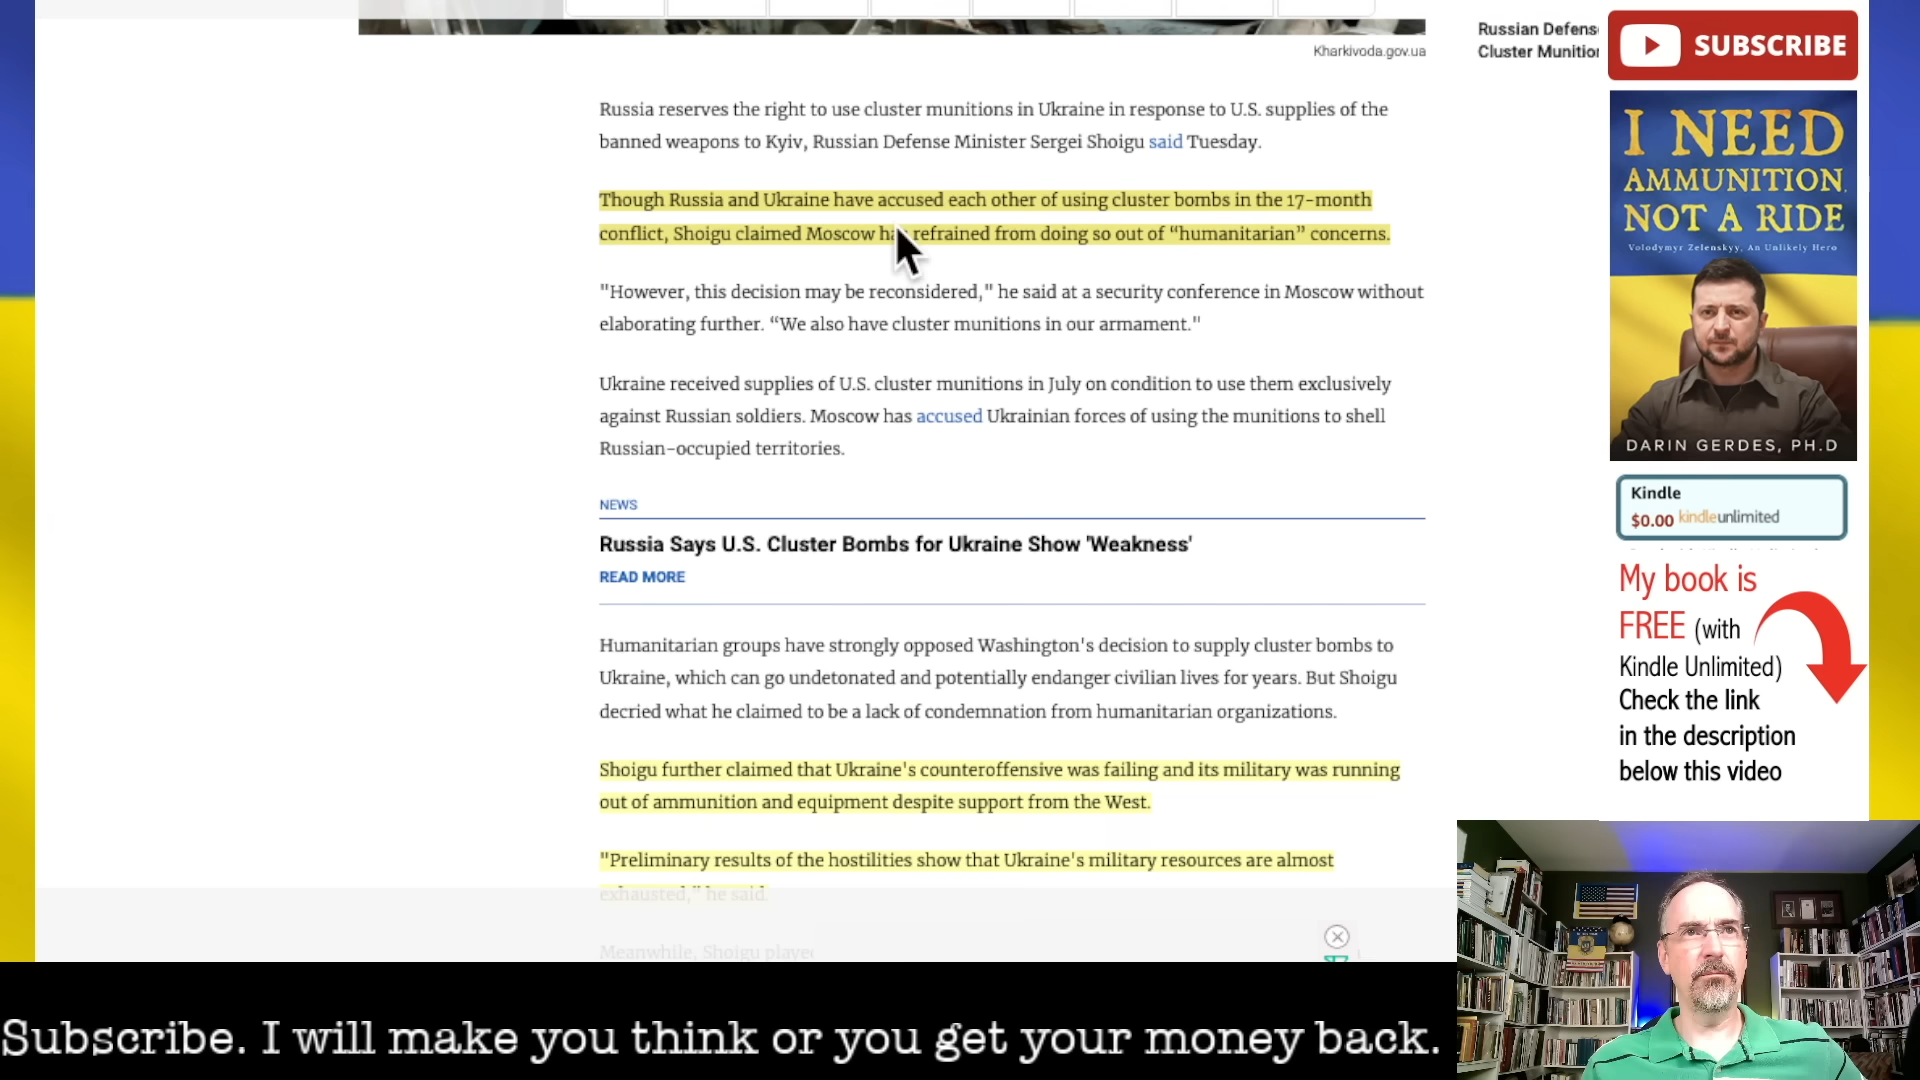 Kharkivoda.gov.ua
Russia reserves the right to use cluster munitions in Ukraine in response to U.S. supplies of the
banned weapons to Kyiv, Russian Defense Minister Sergei Shoigu said Tuesday.
Though Russia and Ukraine have accused each other of using cluster bombs in the 17-month
conflict, Shoigu claimed Moscow has refrained from doing so out of “humanitarian” concerns.
"However, this decision may be reconsidered," he said at a security conference in Moscow without
elaborating further. “We also have cluster munitions in our armament."
Ukraine received supplies of U.S. cluster munitions in July on condition to use them exclusively
against Russian soldiers. Moscow has accused Ukrainian forces of using the munitions to shell
Russian-occupied territories.
NEWS
Russia Says U.S. Cluster Bombs for Ukraine Show 'Weakness'
READ MORE
Humanitarian groups have strongly opposed Washington's decision to supply cluster bombs to
Ukraine, which can go undetonated and potentially endanger civilian lives for years. But Shoigu
decried what he claimed to be a lack of condemnation from humanitarian organizations.
Shoigu further claimed that Ukraine's counteroffensive was failing and its military was running
out of ammunition and equipment despite support from the West.
"Preliminary results of the hostilities show that Ukraine's military resources are almost
exhausted," he said.
Meanwhile, Shoigu
Russian
Cluster
SUBSCRIBE
I NEED
AMMUNITION,
NOT A RIDE
Volodymyr Zelenskyy, An Unlikely Hero
DARIN GERDES, PH.D
Kindle
$0.00 kindleunlimited
My book is
FREE (with
Kindle Unlimited)
Check the link
in the description
below this video
Subscribe. I will make you think or you get your money back.